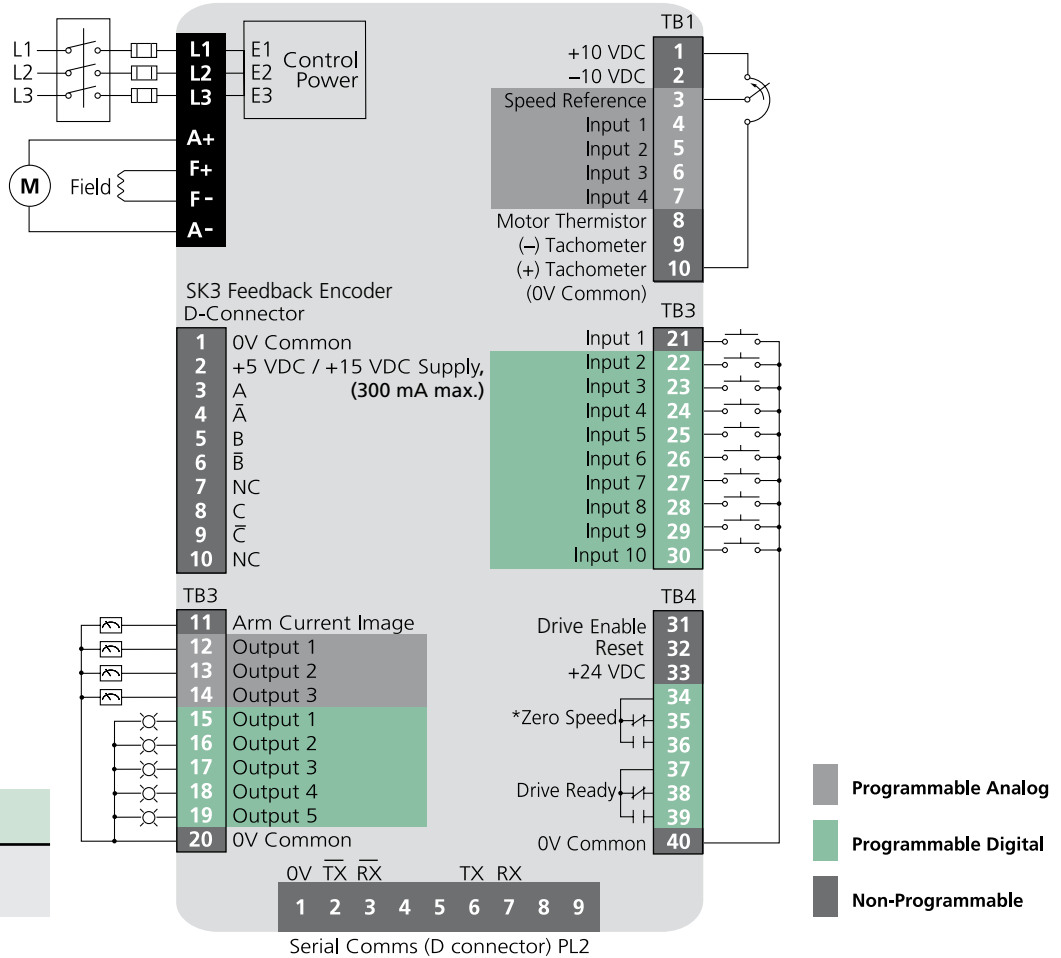 TB1
L1 L1 E1 Control Power
L2 L2 E2
L3 L3 E3
A+
F+
M Field
F-
A-
+10 VDC 1
–10 VDC 2
Speed Reference 3
Input 1 4
Input 2 5
Input 3 6
Input 4 7
Motor Thermistor 8
(–) Tachometer 9
(+) Tachometer 10
(0V Common)
SK3 Feedback Encoder
D-Connector
1 0V Common
2 +5 VDC / +15 VDC Supply,
3 A (300 mA max.)
4 A̅
5 B
6 B̅
7 NC
8 C
9 C̅
10 NC
TB3
Input 1 21
Input 2 22
Input 3 23
Input 4 24
Input 5 25
Input 6 26
Input 7 27
Input 8 28
Input 9 29
Input 10 30
TB3
11 Arm Current Image
12 Output 1
13 Output 2
14 Output 3
15 Output 1
16 Output 2
17 Output 3
18 Output 4
19 Output 5
20 0V Common
TB4
Drive Enable 31
Reset 32
+24 VDC 33
34
*Zero Speed 35
36
37
Drive Ready 38
39
0V Common 40
0V T̅X̅ R̅X̅ TX RX
1 2 3 4 5 6 7 8 9
Serial Comms (D connector) PL2
Programmable Analog
Programmable Digital
Non-Programmable